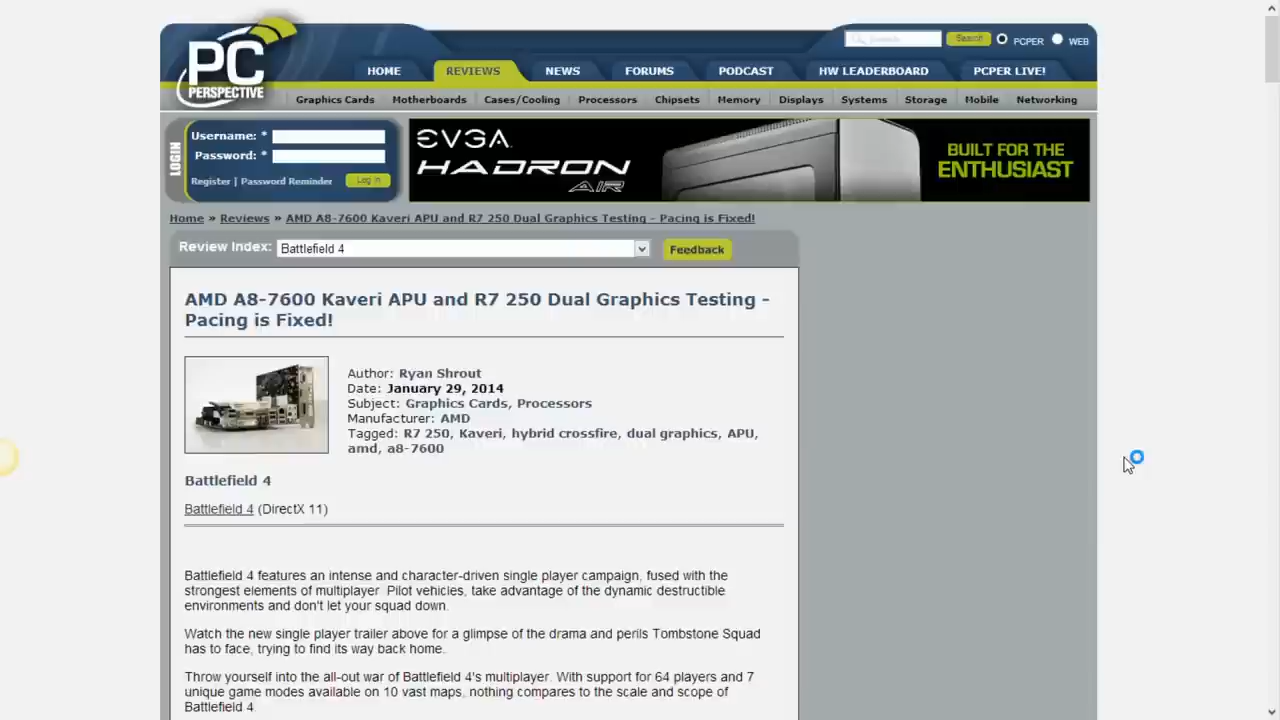 PC
PERSPECTIVE
Search PCPER WEB
HOME REVIEWS NEWS FORUMS PODCAST HW LEADERBOARD PCPER LIVE!
Graphics Cards Motherboards Cases/Cooling Processors Chipsets Memory Displays Systems Storage Mobile Networking
LOGIN
Username: *
Password: *
Register | Password Reminder Log in
EVGA
HADRON
AIR
BUILT FOR THE
ENTHUSIAST
Home » Reviews » AMD A8-7600 Kaveri APU and R7 250 Dual Graphics Testing - Pacing is Fixed!
Review Index: Battlefield 4 Feedback
AMD A8-7600 Kaveri APU and R7 250 Dual Graphics Testing -
Pacing is Fixed!
Author: Ryan Shrout
Date: January 29, 2014
Subject: Graphics Cards, Processors
Manufacturer: AMD
Tagged: R7 250, Kaveri, hybrid crossfire, dual graphics, APU,
amd, a8-7600
Battlefield 4
Battlefield 4 (DirectX 11)
Battlefield 4 features an intense and character-driven single player campaign, fused with the
strongest elements of multiplayer. Pilot vehicles, take advantage of the dynamic destructible
environments and don't let your squad down.
Watch the new single player trailer above for a glimpse of the drama and perils Tombstone Squad
has to face, trying to find its way back home.
Throw yourself into the all-out war of Battlefield 4's multiplayer. With support for 64 players and 7
unique game modes available on 10 vast maps, nothing compares to the scale and scope of
Battlefield 4.